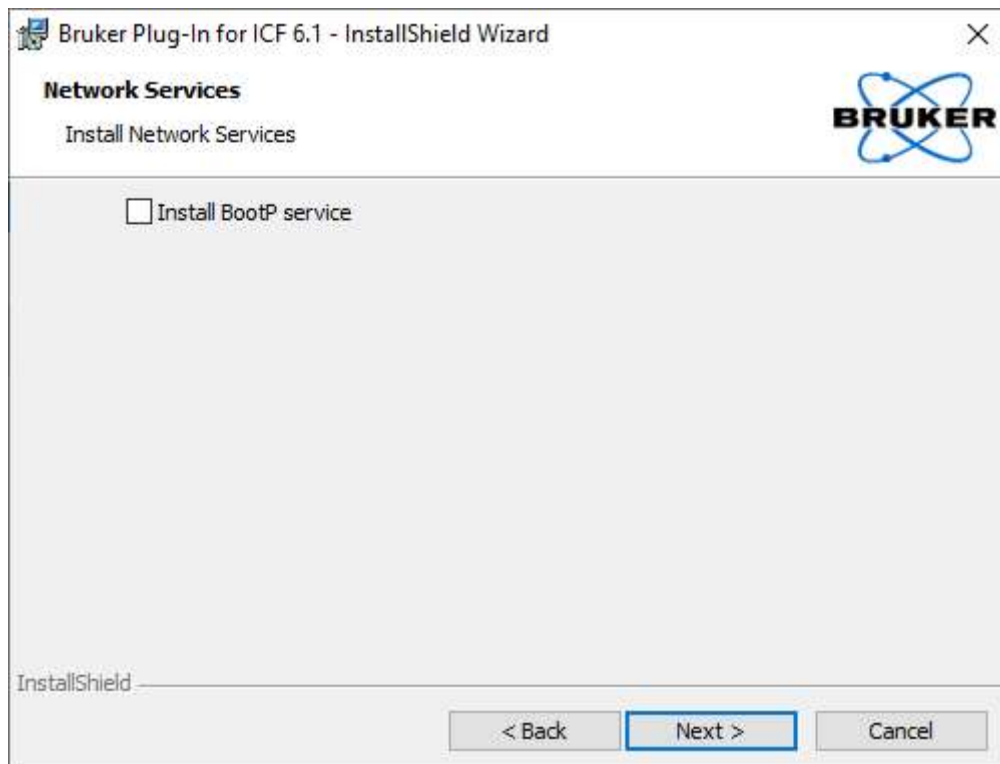 Bruker Plug-In for ICF 6.1 - InstallShield Wizard
Network Services
Install Network Services
BRUKER
Install BootP service
InstallShield
< Back
Next >
Cancel